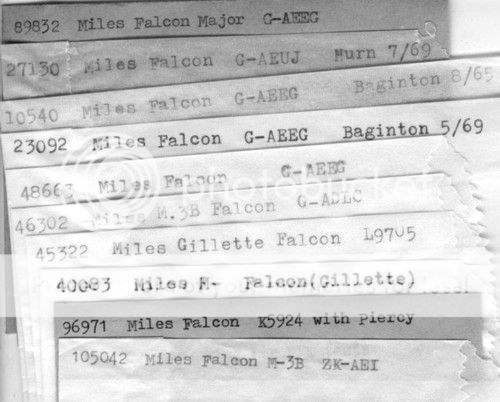 89832 Miles Falcon Major G-AEEG
27130 Miles Falcon G-AEUJ Hurn 7/69
10540 Miles Falcon G-AEEG Baginton 8/65
23092 Miles Falcon G-AEEG Baginton 5/69
48663 Miles Falcon G-AEEG
46302 Miles M.3B Falcon G-ADLC
45322 Miles Gillette Falcon L9705
40083 Miles M- Falcon(Gillette)
96971 Miles Falcon K5924 with Piercy
105042 Miles Falcon M-3B ZK-AEI